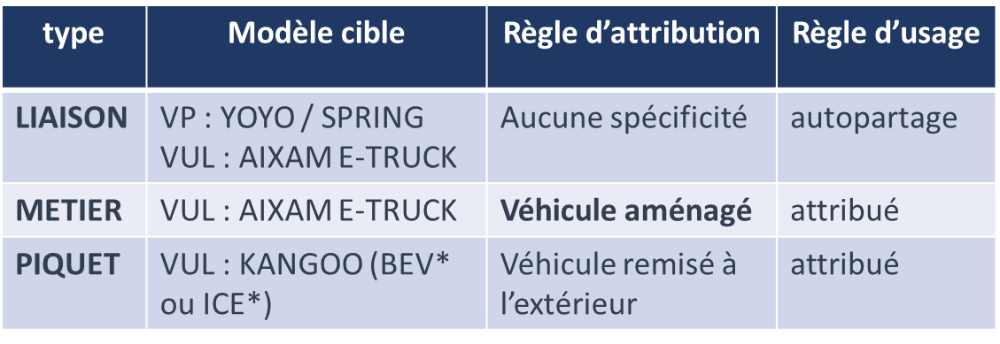 type Modèle cible Règle d’attribution Règle d’usage
LIAISON VP : YOYO / SPRING Aucune spécificité autopartage
VUL : AIXAM E-TRUCK
METIER VUL : AIXAM E-TRUCK Véhicule aménagé attribué
PIQUET VUL : KANGOO (BEV* Véhicule remisé à attribué
ou ICE*) l’extérieur